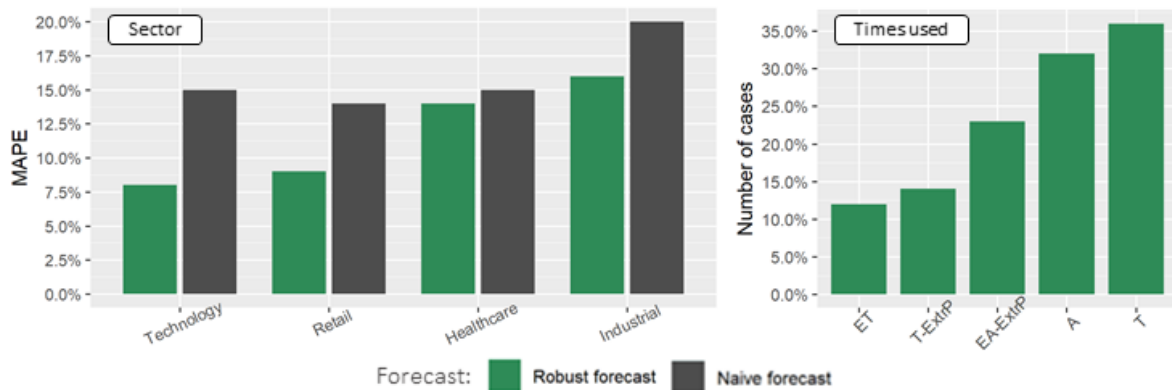 Sector
MAPE
20.0%
17.5%
15.0%
12.5%
10.0%
7.5%
5.0%
2.5%
0.0%
Technology
Retail
Healthcare
Industrial
Times used
Number of cases
35.0%
30.0%
25.0%
20.0%
15.0%
10.0%
5.0%
0.0%
ET
T-ExtrP
EA-ExtrP
A
T
Forecast:
Robust forecast
Naive forecast